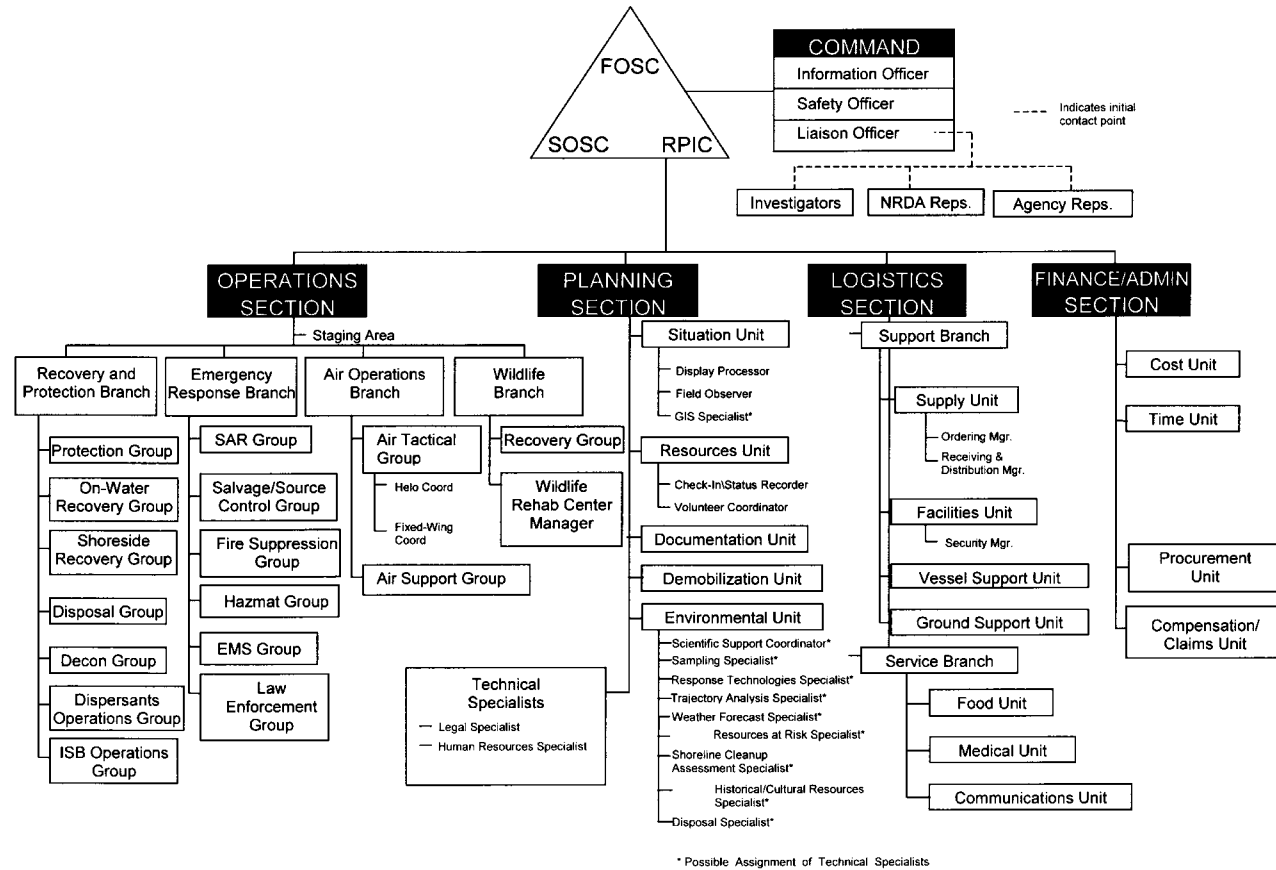 FOSC
SOSC
RPIC
COMMAND
Information Officer
Safety Officer
Liaison Officer
Indicates initial
contact point
Investigators
NRDA Reps.
Agency Reps.
OPERATIONS
SECTION
Staging Area
Recovery and
Protection Branch
Protection Group
On-Water
Recovery Group
Shoreside
Recovery Group
Disposal Group
Decon Group
Dispersants
Operations Group
ISB Operations
Group
Emergency
Response Branch
SAR Group
Salvage/Source
Control Group
Fire Suppression
Group
Hazmat Group
EMS Group
Law
Enforcement
Group
Air Operations
Branch
Air Tactical
Group
Helo Coord
Fixed-Wing
Coord
Air Support Group
Wildlife
Branch
Recovery Group
Wildlife
Rehab Center
Manager
PLANNING
SECTION
Situation Unit
Display Processor
Field Observer
GIS Specialist*
Resources Unit
Check-In\Status Recorder
Volunteer Coordinator
Documentation Unit
Demobilization Unit
Environmental Unit
Scientific Support Coordinator*
Sampling Specialist*
Response Technologies Specialist*
Trajectory Analysis Specialist*
Weather Forecast Specialist*
Resources at Risk Specialist*
Shoreline Cleanup
Assessment Specialist*
Historical/Cultural Resources
Specialist*
Disposal Specialist*
Technical
Specialists
Legal Specialist
Human Resources Specialist
LOGISTICS
SECTION
Support Branch
Supply Unit
Ordering Mgr.
Receiving &
Distribution Mgr.
Facilities Unit
Security Mgr.
Vessel Support Unit
Ground Support Unit
Service Branch
Food Unit
Medical Unit
Communications Unit
FINANCE/ADMIN
SECTION
Cost Unit
Time Unit
Procurement
Unit
Compensation/
Claims Unit
* Possible Assignment of Technical Specialists